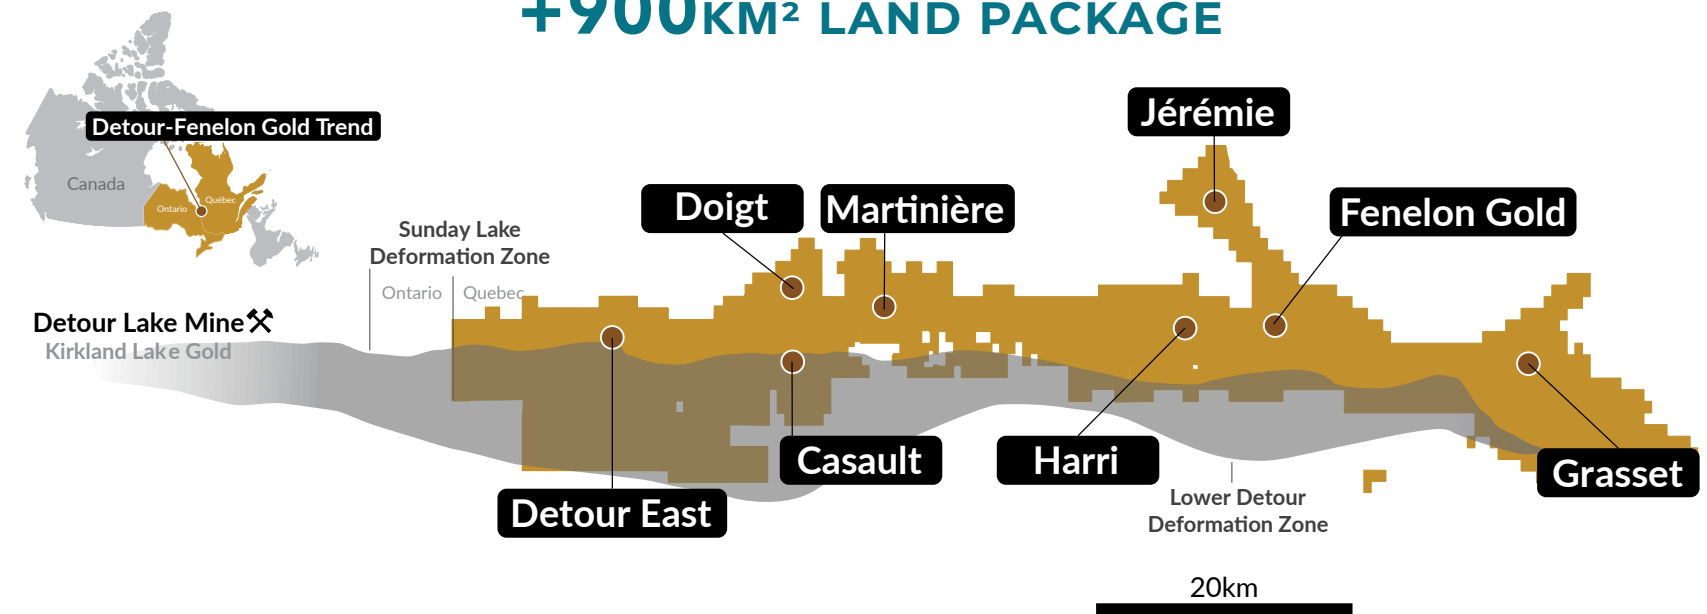 +900KM² LAND PACKAGE
Detour-Fenelon Gold Trend
Canada
Ontario
Québec
Jérémie
Doigt
Martinière
Fenelon Gold
Sunday Lake
Deformation Zone
Ontario
Quebec
Detour Lake Mine
Kirkland Lake Gold
Casault
Harri
Grasset
Detour East
Lower Detour
Deformation Zone
20km